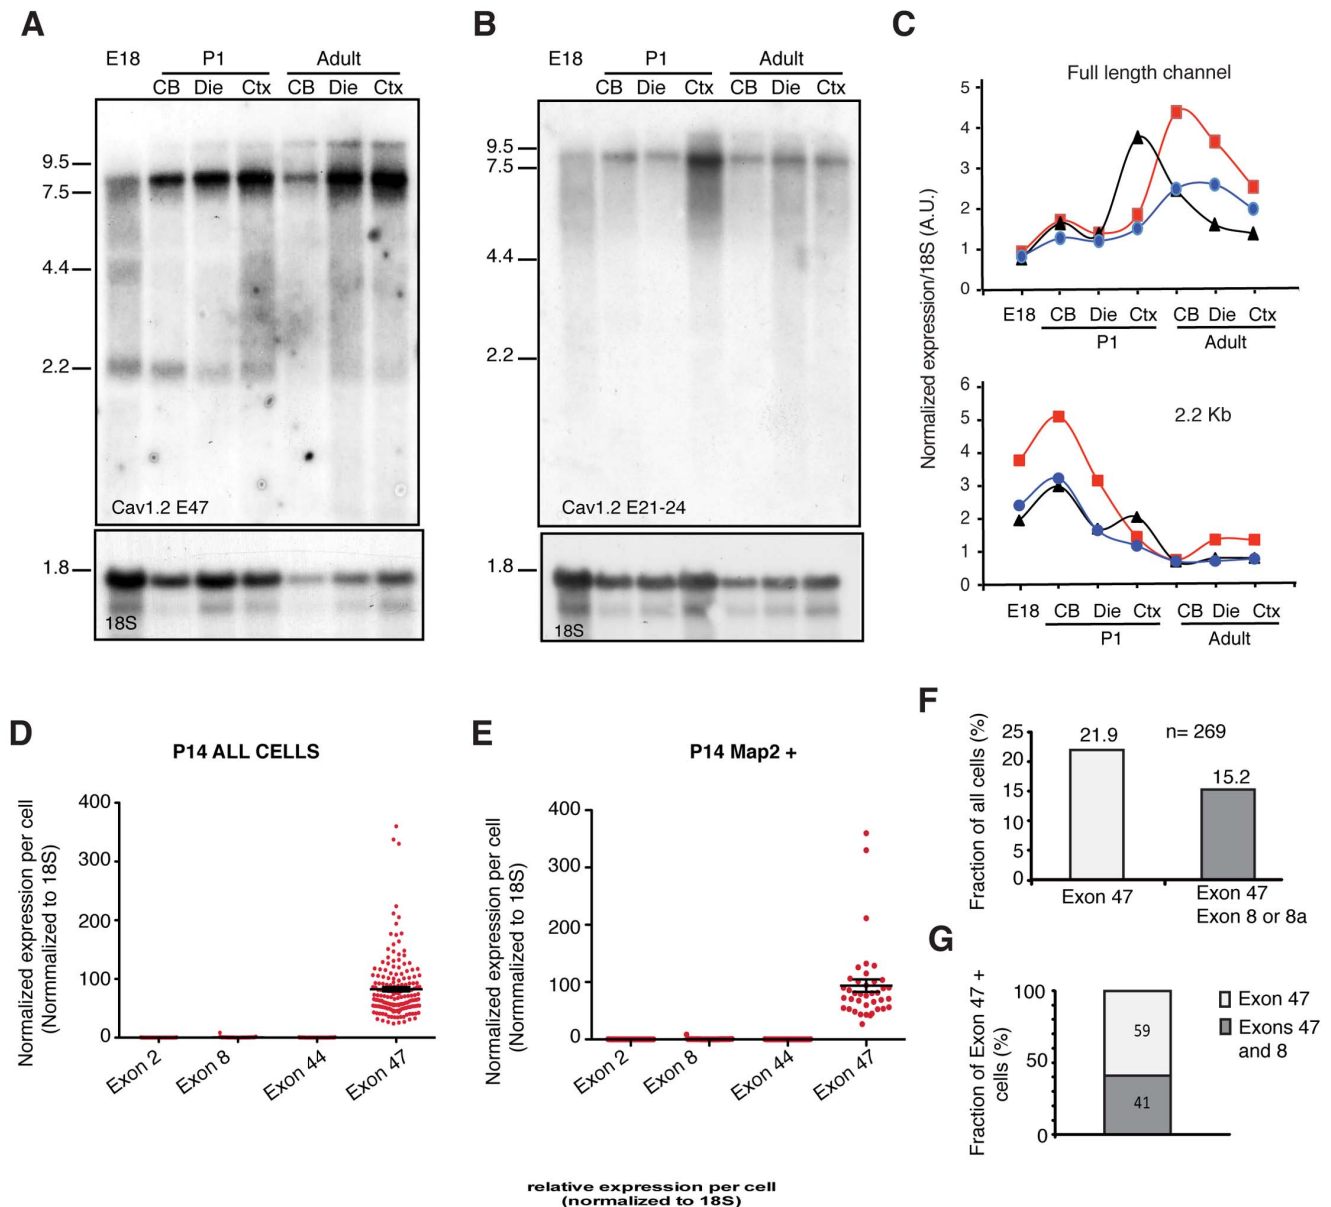 A
E18 P1 Adult
CB Die Ctx CB Die Ctx
9.5
7.5
4.4
2.2
Cav1.2 E47
1.8
18S
B
E18 P1 Adult
CB Die Ctx CB Die Ctx
9.5
7.5
4.4
2.2
Cav1.2 E21-24
1.8
18S
C
Normalized expression/18S (A.U.)
Full length channel
5
4
3
2
1
0
E18 CB Die Ctx CB Die Ctx
P1 Adult
2.2 Kb
6
5
4
3
2
1
0
E18 CB Die Ctx CB Die Ctx
P1 Adult
D
P14 ALL CELLS
Normalized expression per cell
(Normmalized to 18S)
400
300
200
100
0
Exon 2 Exon 8 Exon 44 Exon 47
E
P14 Map2 +
Normalized expression per cell
(Normmalized to 18S)
400
300
200
100
0
Exon 2 Exon 8 Exon 44 Exon 47
relative expression per cell
(normalized to 18S)
F
Fraction of all cells (%)
25
20
15
10
5
0
21.9
n= 269
15.2
Exon 47
Exon 47
Exon 8 or 8a
G
Fraction of Exon 47 +
cells (%)
100
50
0
59
41
Exon 47
Exons 47
and 8